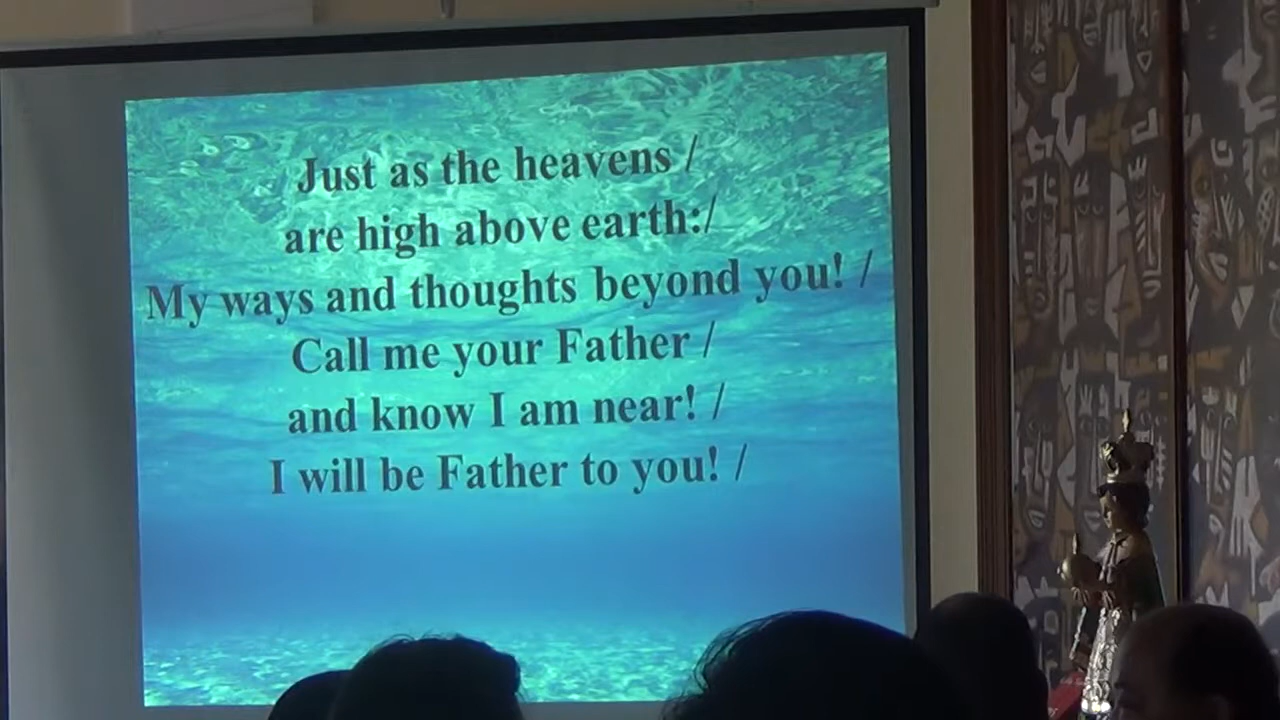 Just as the heavens /
are high above earth:/
My ways and thoughts beyond you! /
Call me your Father /
and know I am near! /
I will be Father to you! /